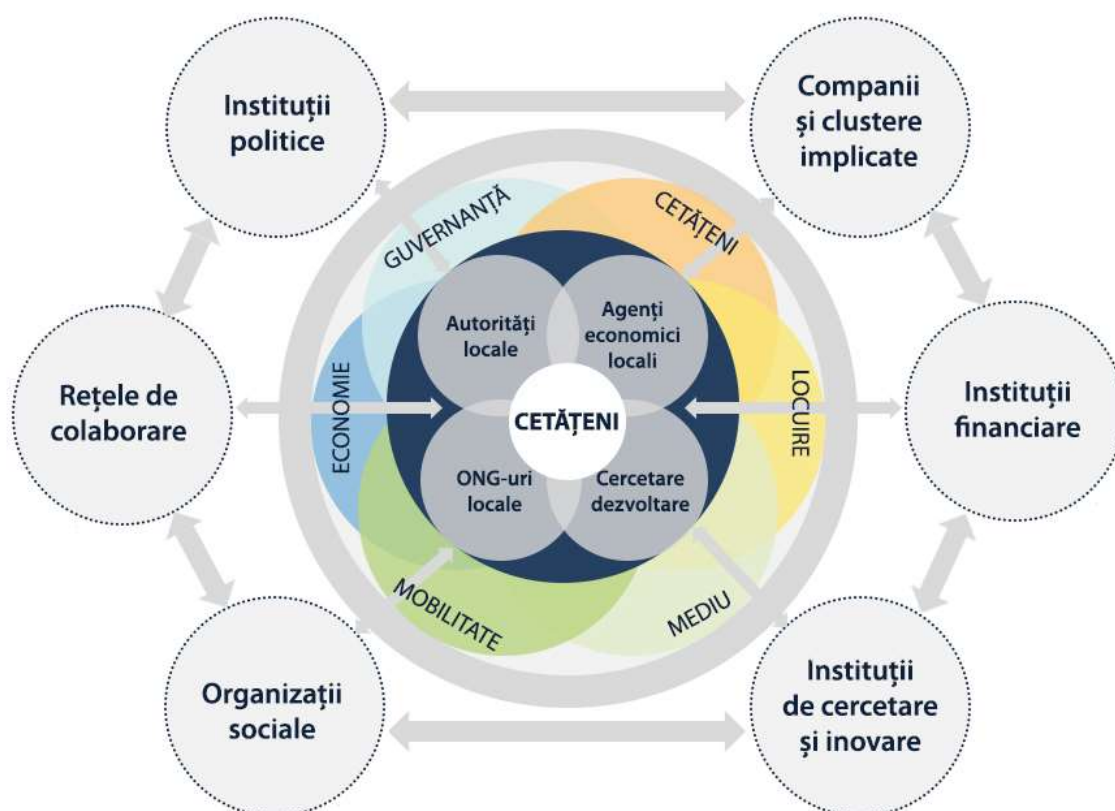 Instituții
politice
Companii
și clustere
implicate
GUVERNANȚĂ
CETĂȚENI
Autorități
locale
Agenți
economici
locali
Rețele de
colaborare
ECONOMIE
CETĂȚENI
LOCUIRE
Instituții
financiare
ONG-uri
locale
Cercetare
dezvoltare
MOBILITATE
MEDIU
Organizații
sociale
Instituții
de cercetare
și inovare